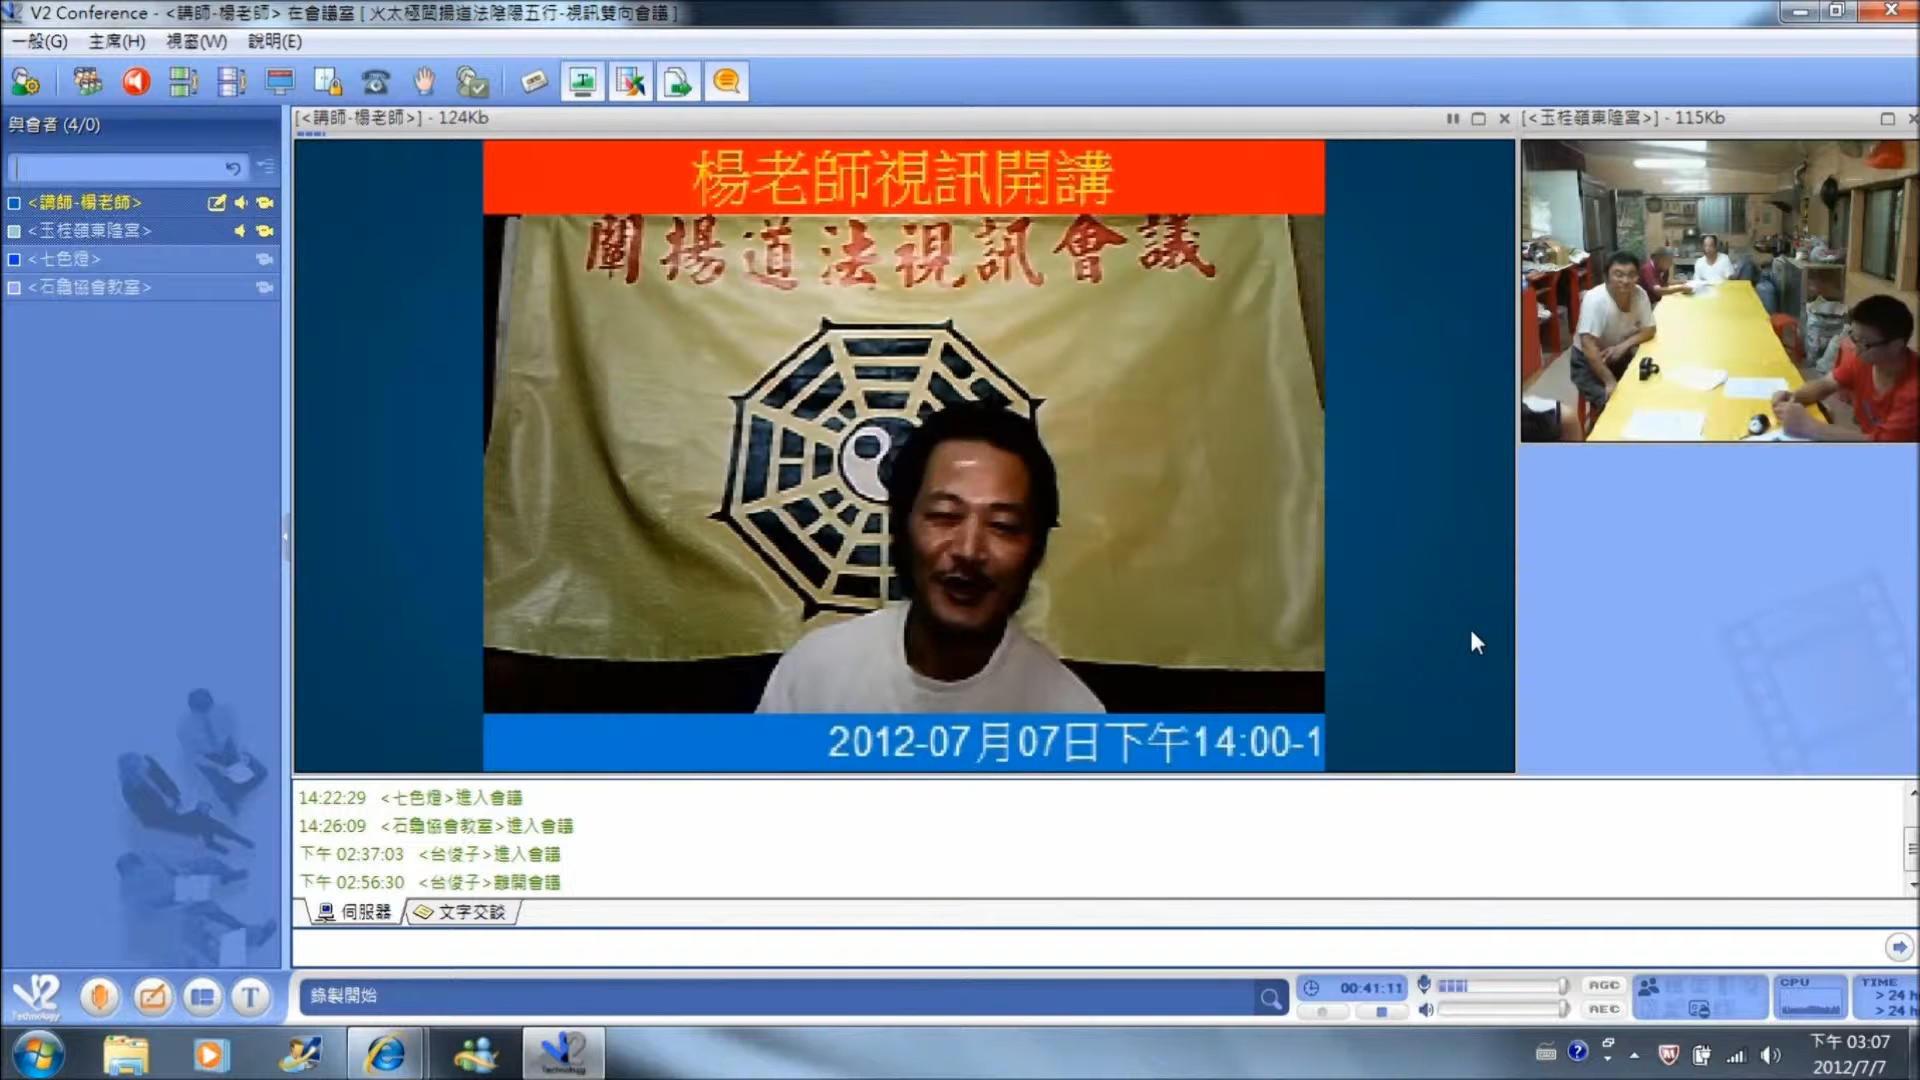 V2 Conference - <講師-楊老師> 在會議室 [ 火太極闡揚道法陰陽五行-視訊雙向會議 ]
一般(G) 主席(H) 視窗(W) 說明(E)
與會者 (4/0)
<講師-楊老師>
<玉桂嶺東隆宮>
<七色燈>
<石龜協會教室>
[<講師-楊老師>] - 124Kb
[<玉桂嶺東隆宮>] - 115Kb
楊老師視訊開講
闡揚道法視訊會議
2012-07月07日下午14:00-1
14:22:29 <七色燈>進入會議
14:26:09 <石龜協會教室>進入會議
下午 02:37:03 <台俊子>進入會議
下午 02:56:30 <台俊子>離開會議
伺服器 文字交談
V2 Technology
T
錄製開始
00:41:11
AGC
AEC
CPU
TIME
> 24 h
> 24 h
下午 03:07
2012/7/7